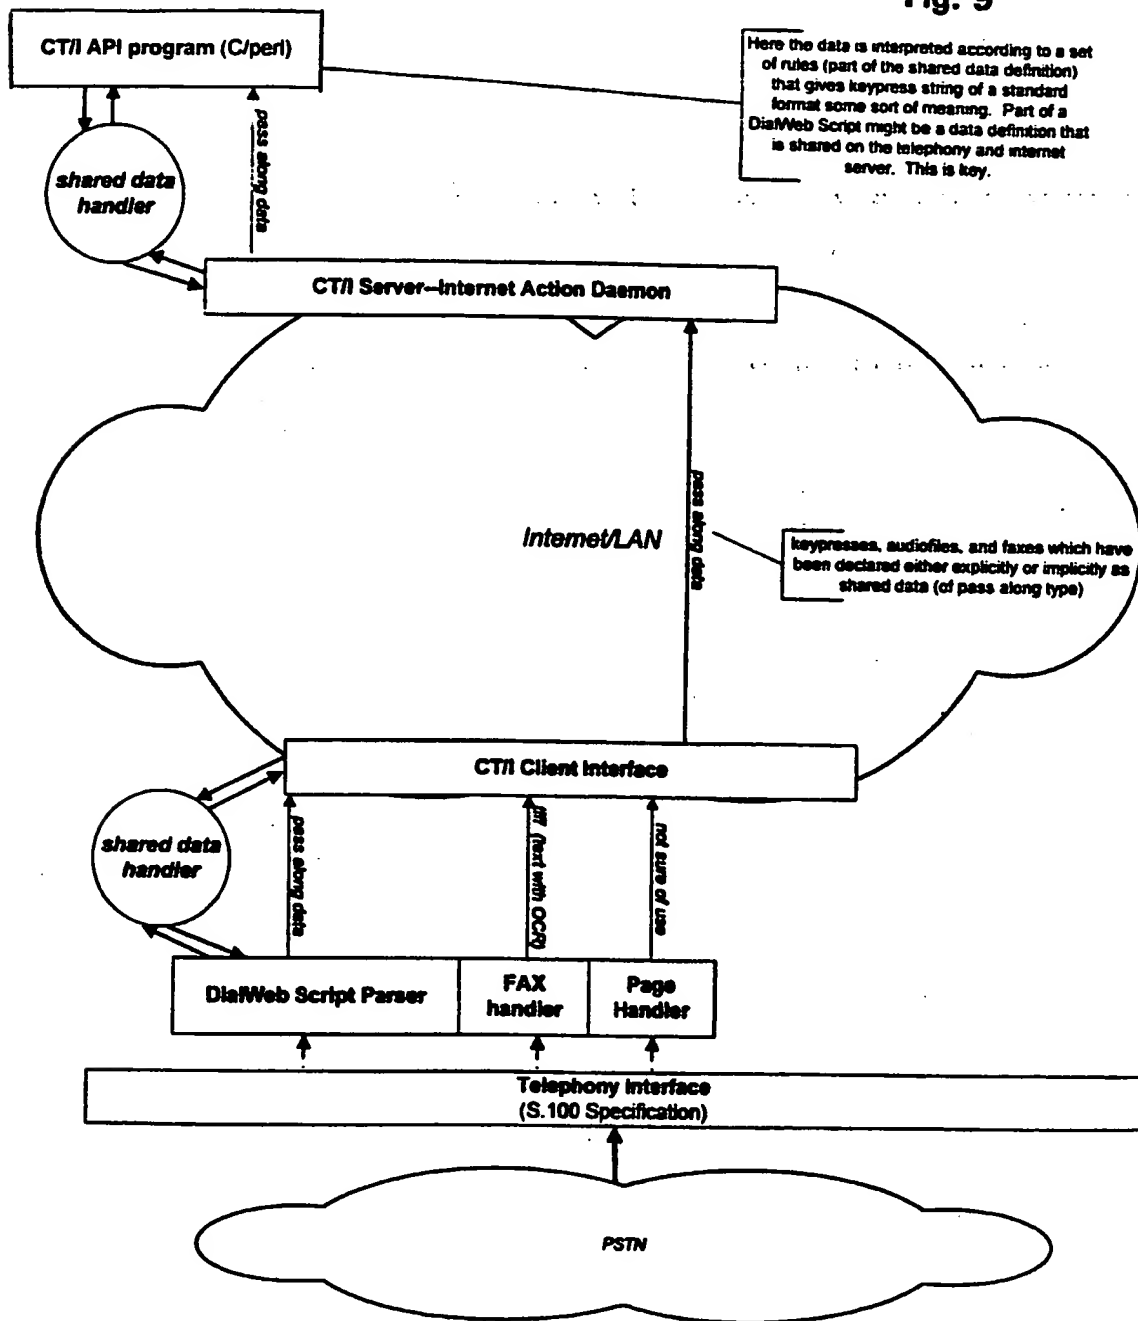 Fig. 9
CT/I API program (C/perl)
Here the data is interpreted according to a set
of rules (part of the shared data definition)
that gives keypress string of a standard
format some sort of meaning. Part of a
DialWeb Script might be a data definition that
is shared on the telephony and internet
server. This is key.
pass along data
shared data
handler
CT/I Server--Internet Action Daemon
Internet/LAN
pass along data
keypresses, audiofiles, and faxes which have
been declared either explicitly or implicitly as
shared data (of pass along type)
CT/I Client Interface
shared data
handler
pass along data
tiff (text with OCR)
not sure of use
DialWeb Script Parser
FAX
handler
Page
Handler
Telephony Interface
(S.100 Specification)
PSTN